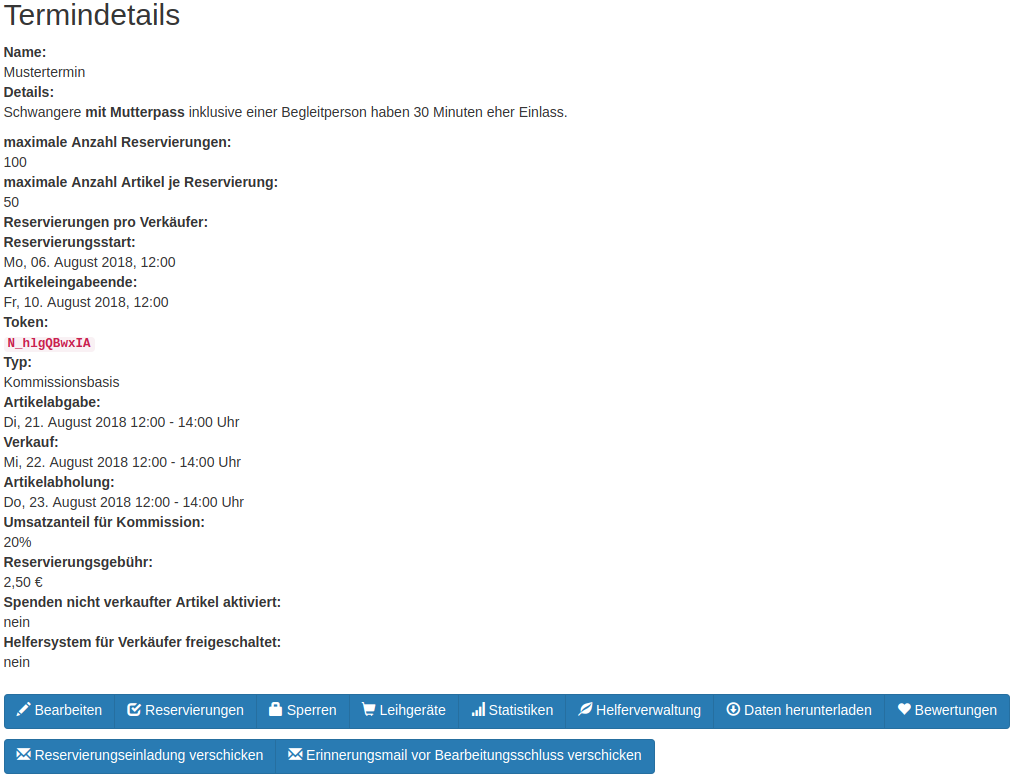 Termindetails
Name:
Mustertermin
Details:
Schwangere mit Mutterpass inklusive einer Begleitperson haben 30 Minuten eher Einlass.
maximale Anzahl Reservierungen:
100
maximale Anzahl Artikel je Reservierung:
50
Reservierungen pro Verkäufer:
Reservierungsstart:
Mo, 06. August 2018, 12:00
Artikeleingabeende:
Fr, 10. August 2018, 12:00
Token:
N_hlgQBwxIA
Typ:
Kommissionsbasis
Artikelabgabe:
Di, 21. August 2018 12:00 - 14:00 Uhr
Verkauf:
Mi, 22. August 2018 12:00 - 14:00 Uhr
Artikelabholung:
Do, 23. August 2018 12:00 - 14:00 Uhr
Umsatzanteil für Kommission:
20%
Reservierungsgebühr:
2,50 €
Spenden nicht verkaufter Artikel aktiviert:
nein
Helfersystem für Verkäufer freigeschaltet:
nein
Bearbeiten Reservierungen Sperren Leihgeräte Statistiken Helferverwaltung Daten herunterladen Bewertungen
Reservierungseinladung verschicken Erinnerungsmail vor Bearbeitungsschluss verschicken